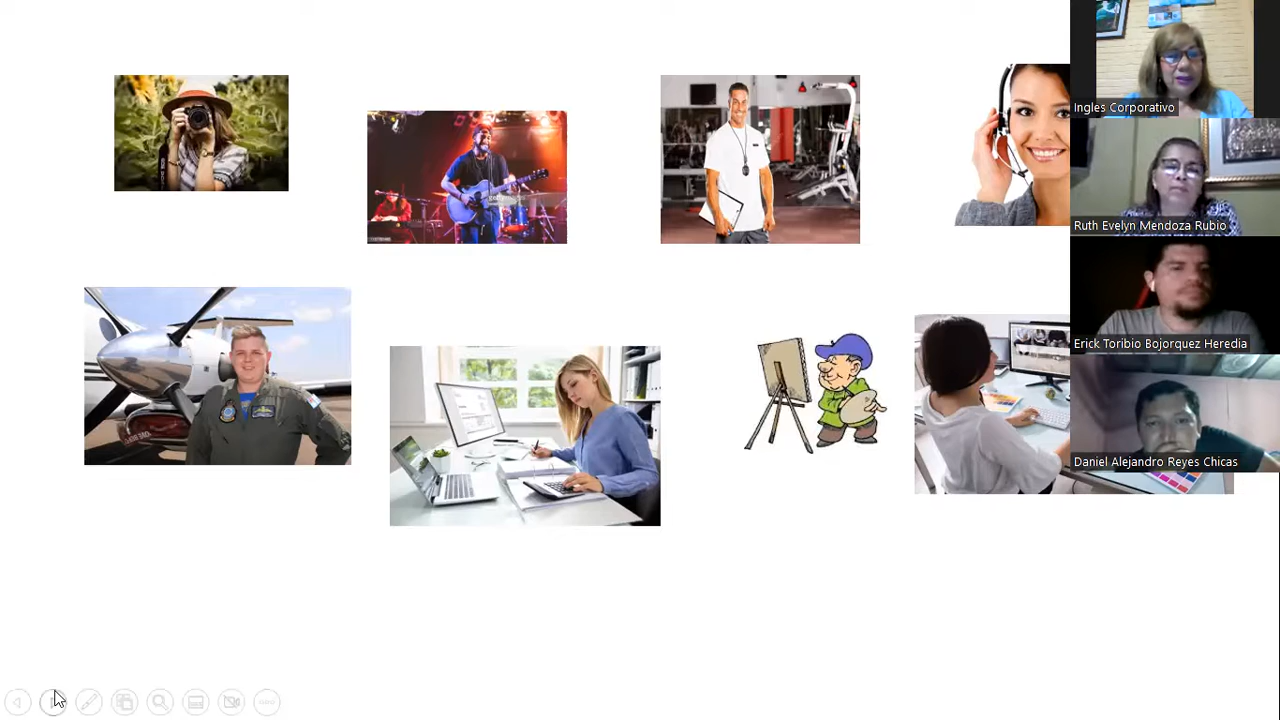 Ingles Corporativo
Ruth Evelyn Mendoza Rubio
Erick Toribio Bojorquez Heredia
Daniel Alejandro Reyes Chicas